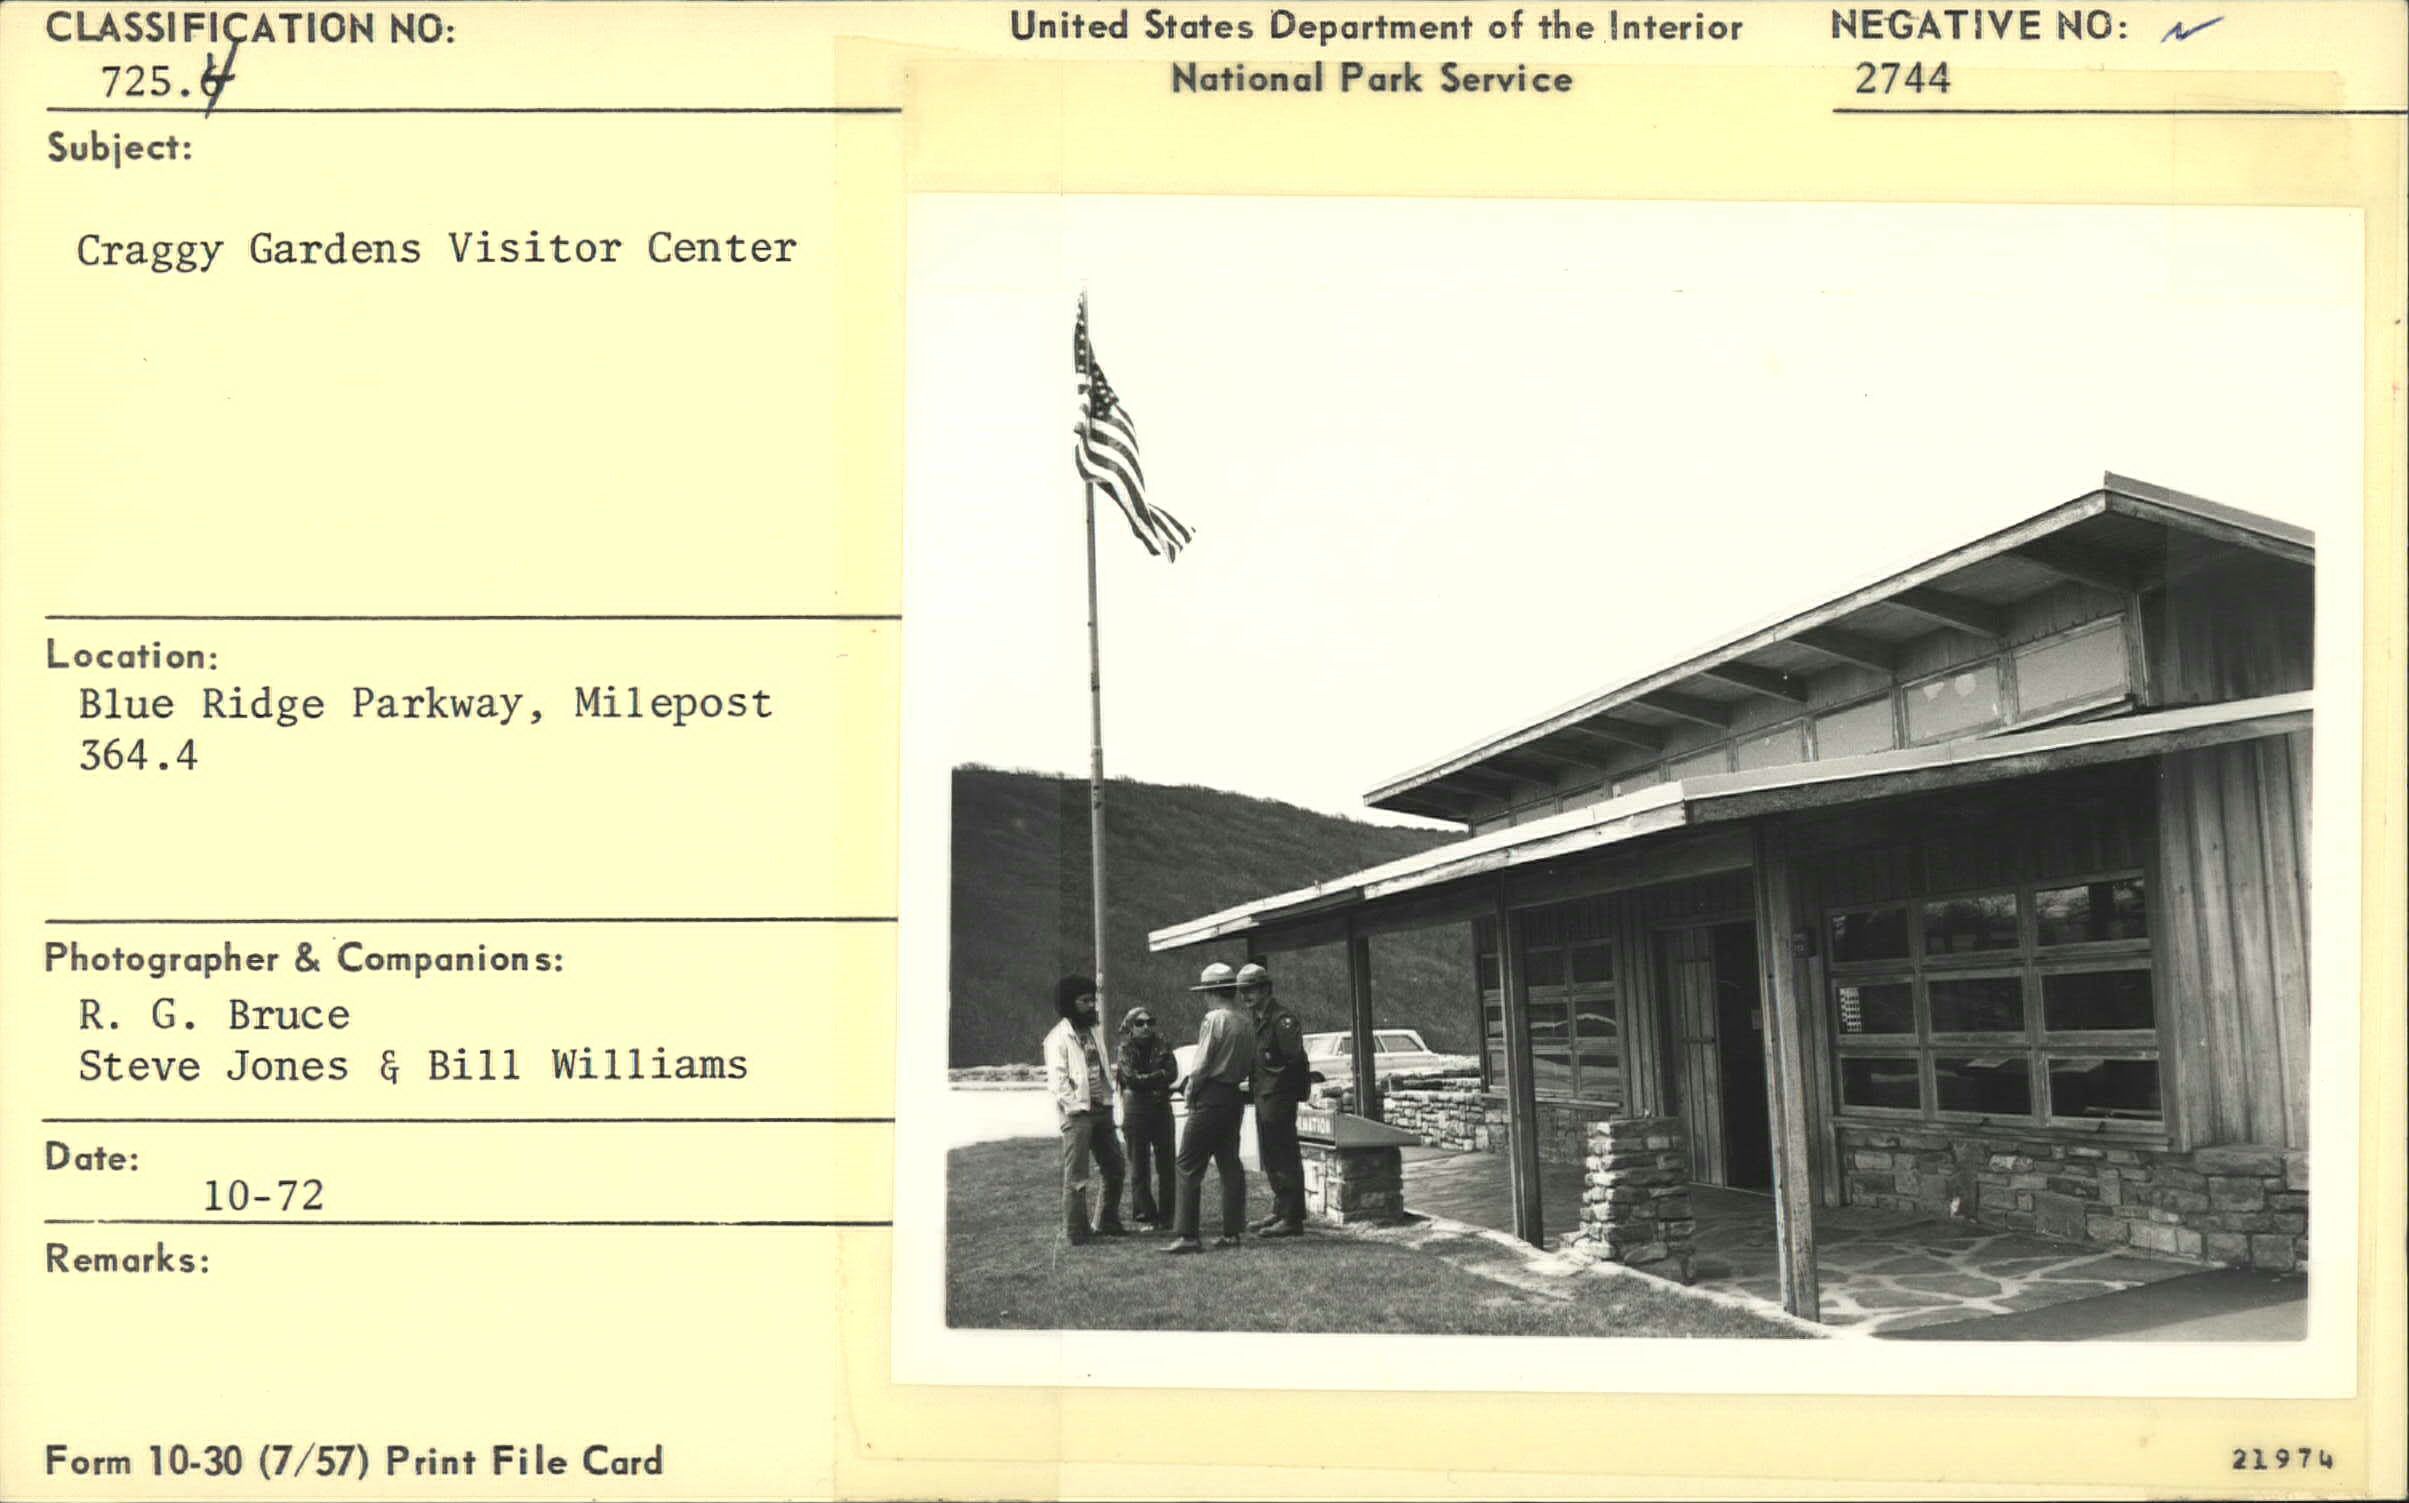 CLASSIFICATION NO:
725.4
United States Department of the Interior
National Park Service
NEGATIVE NO:
2744
Subject:
Craggy Gardens Visitor Center
Location:
Blue Ridge Parkway, Milepost
364.4
Photographer & Companions:
R. G. Bruce
Steve Jones & Bill Williams
Date:
10-72
Remarks:
RMATION
Form 10-30 (7/57) Print File Card
21974